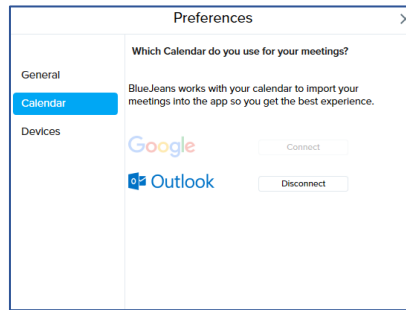 Preferences
General
Calendar
Devices
Which Calendar do you use for your meetings?
BlueJeans works with your calendar to import your
meetings into the app so you get the best experience.
Google
Connect
Outlook
Disconnect